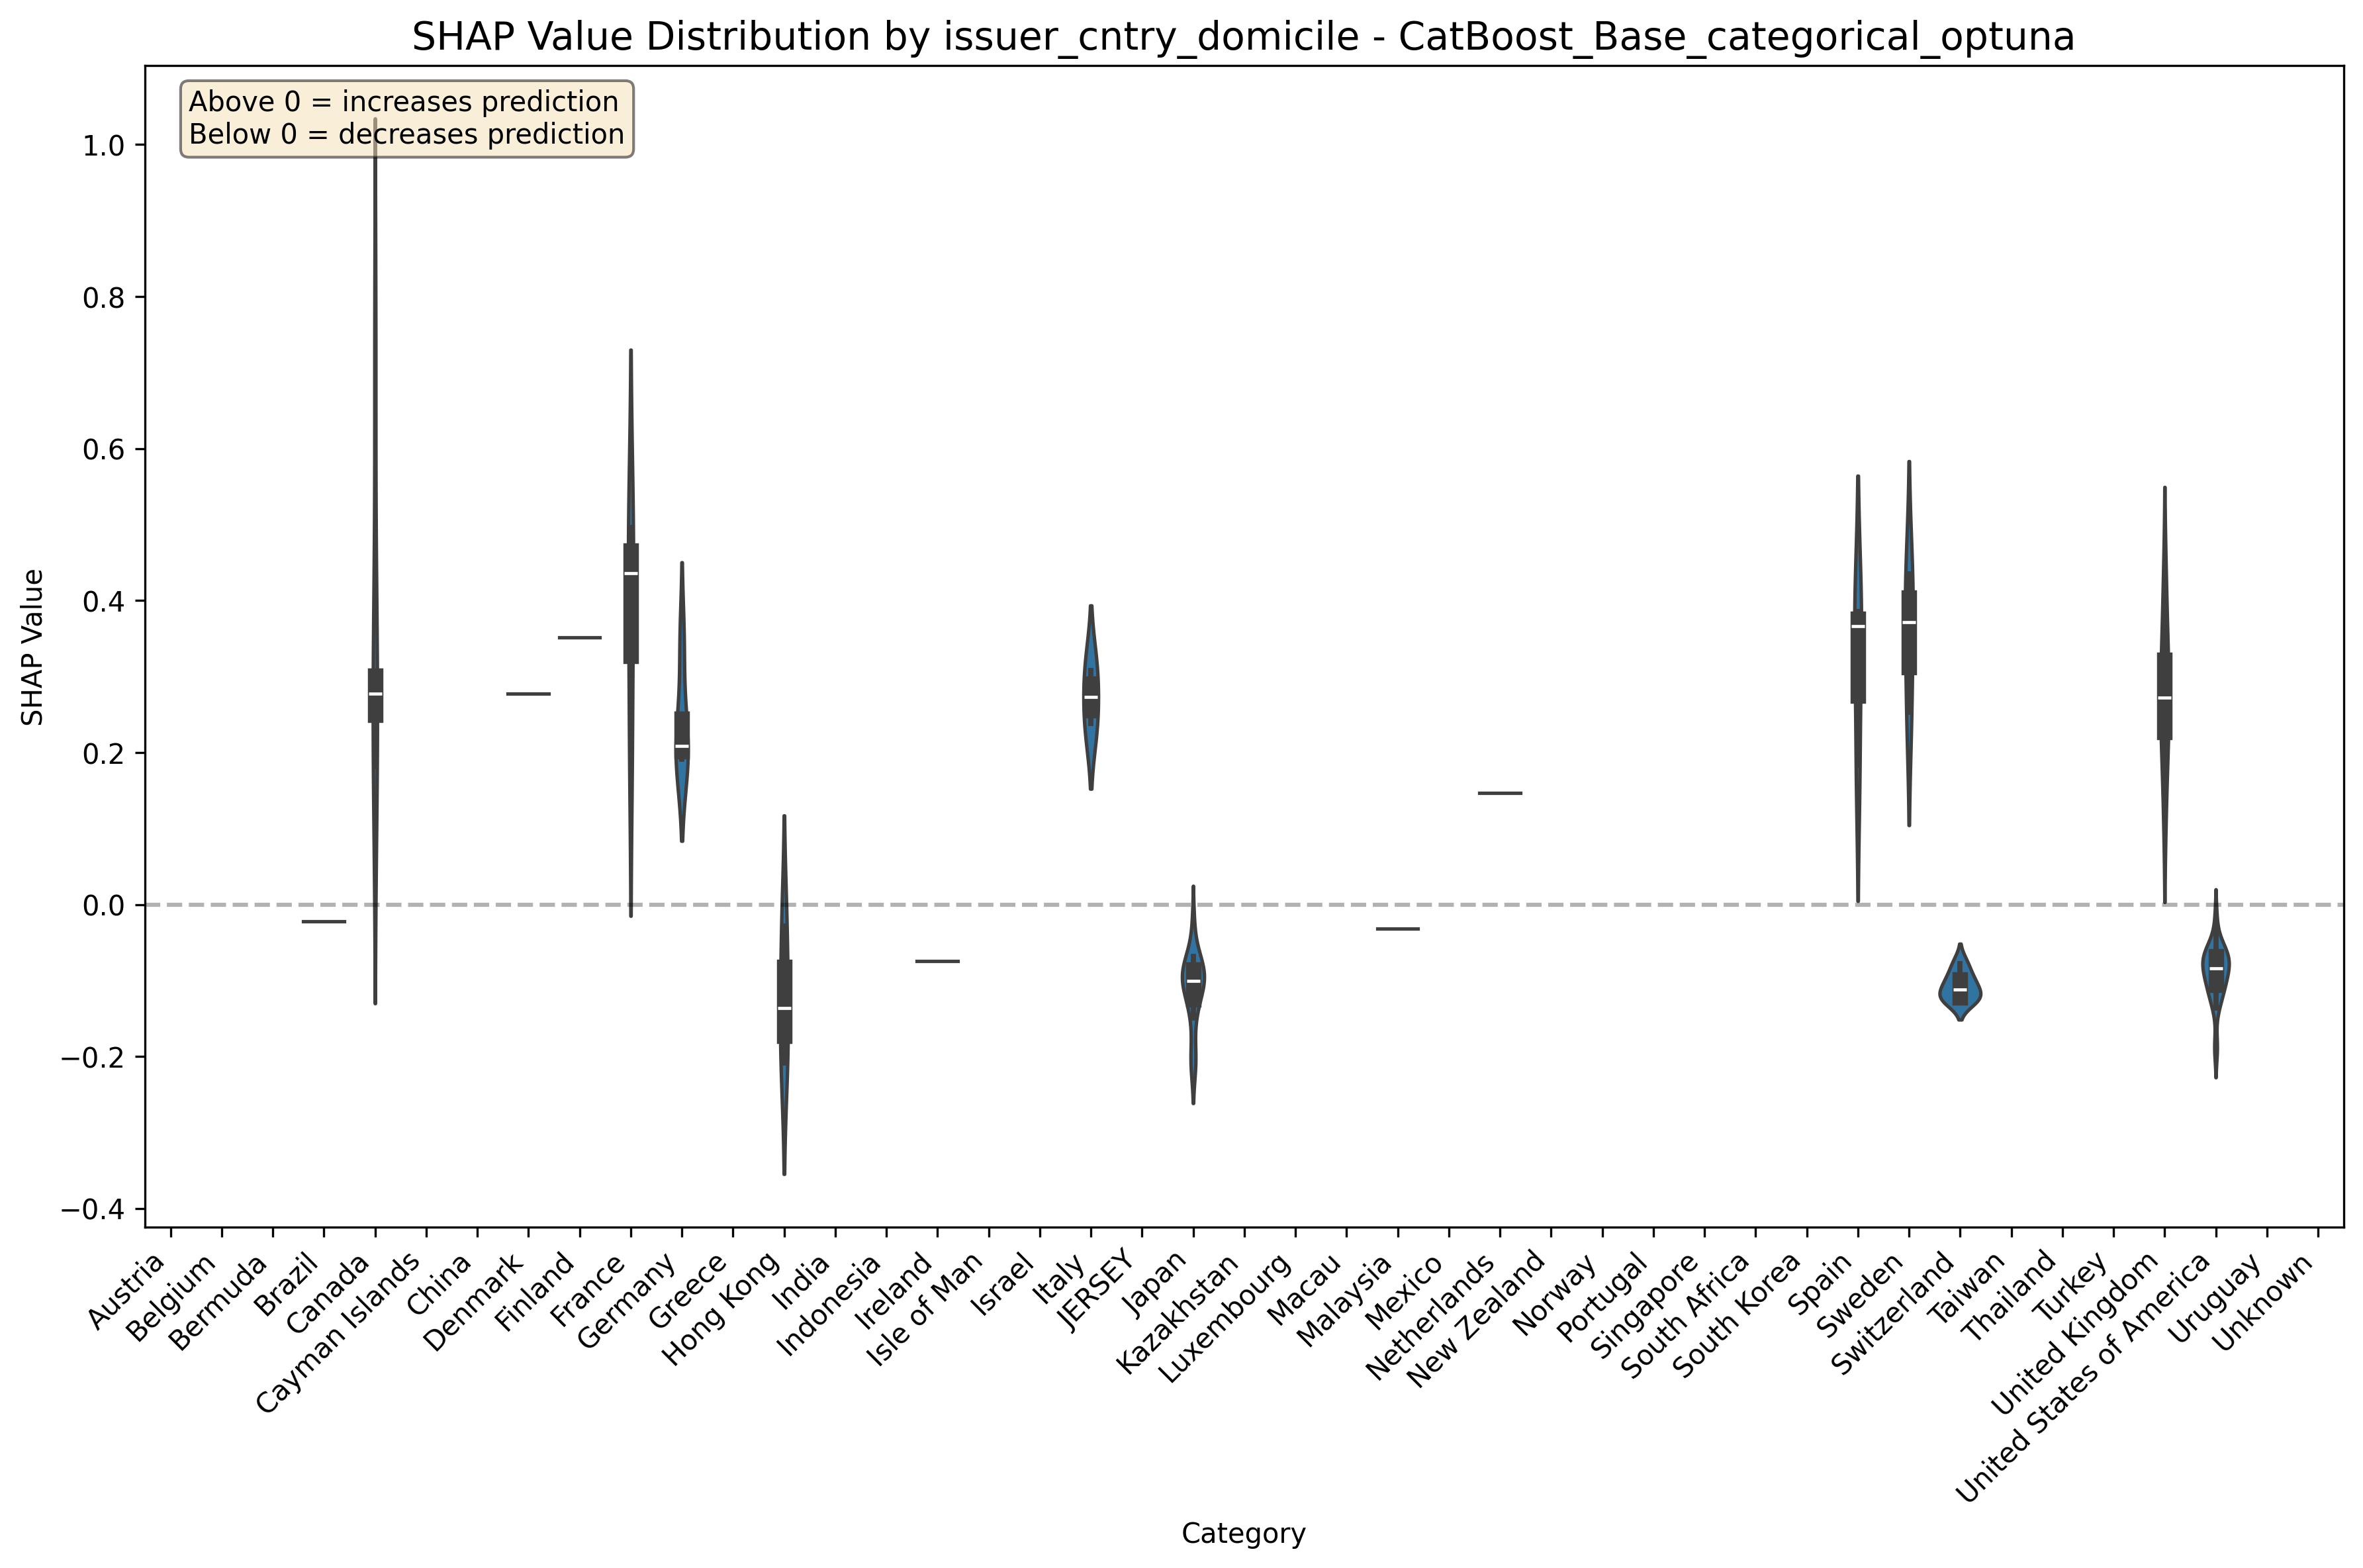 SHAP Value Distribution by issuer_cntry_domicile - CatBoost_Base_categorical_optuna
Above 0 = increases prediction
Below 0 = decreases prediction
SHAP Value
1.0
0.8
0.6
0.4
0.2
0.0
−0.2
−0.4
Austria
Belgium
Bermuda
Brazil
Canada
Cayman Islands
China
Denmark
Finland
France
Germany
Greece
Hong Kong
India
Indonesia
Ireland
Isle of Man
Israel
Italy
JERSEY
Japan
Kazakhstan
Luxembourg
Macau
Malaysia
Mexico
Netherlands
New Zealand
Norway
Portugal
Singapore
South Africa
South Korea
Spain
Sweden
Switzerland
Taiwan
Thailand
Turkey
United Kingdom
United States of America
Uruguay
Unknown
Category